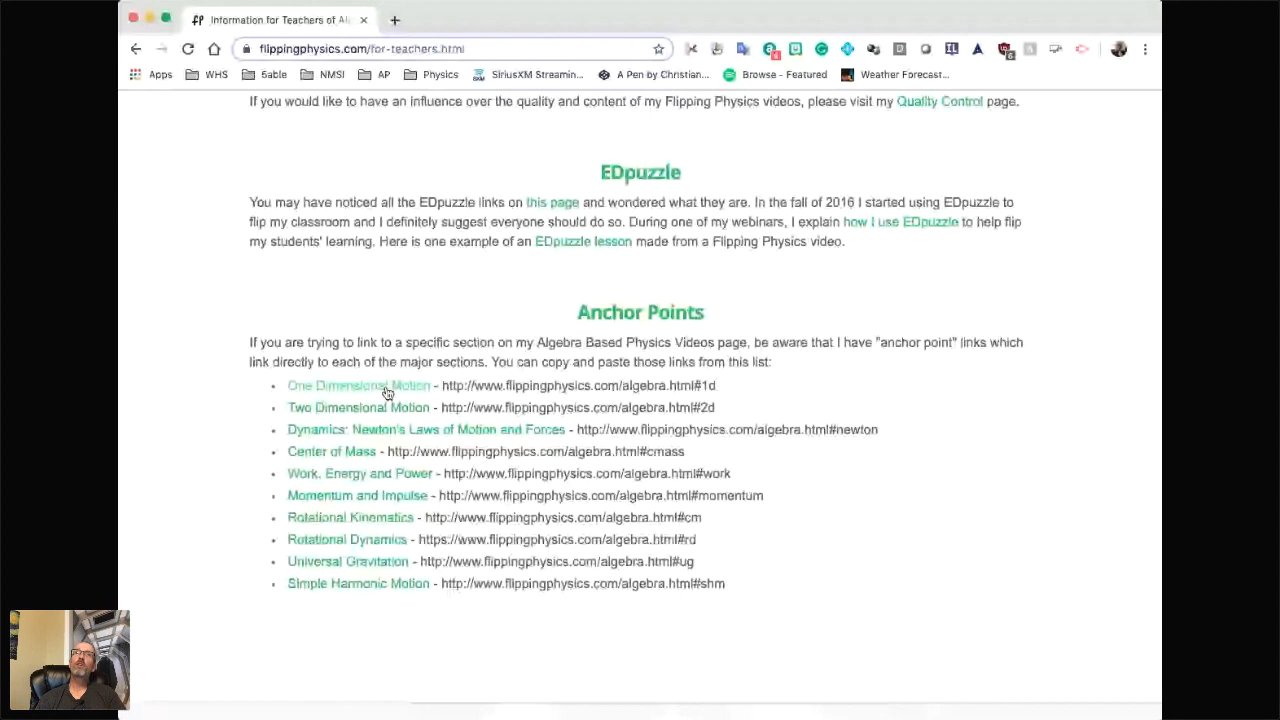 Information for Teachers of Al
flippingphysics.com/for-teachers.html
Apps WHS 5able NMSI AP Physics SiriusXM Streamin... A Pen by Christian... Browse - Featured Weather Forecast...
If you would like to have an influence over the quality and content of my Flipping Physics videos, please visit my Quality Control page.
EDpuzzle
You may have noticed all the EDpuzzle links on this page and wondered what they are. In the fall of 2016 I started using EDpuzzle to
flip my classroom and I definitely suggest everyone should do so. During one of my webinars, I explain how I use EDpuzzle to help flip
my students' learning. Here is one example of an EDpuzzle lesson made from a Flipping Physics video.
Anchor Points
If you are trying to link to a specific section on my Algebra Based Physics Videos page, be aware that I have "anchor point" links which
link directly to each of the major sections. You can copy and paste those links from this list:
• One Dimensional Motion - http://www.flippingphysics.com/algebra.html#1d
• Two Dimensional Motion - http://www.flippingphysics.com/algebra.html#2d
• Dynamics: Newton's Laws of Motion and Forces - http://www.flippingphysics.com/algebra.html#newton
• Center of Mass - http://www.flippingphysics.com/algebra.html#cmass
• Work, Energy and Power - http://www.flippingphysics.com/algebra.html#work
• Momentum and Impulse - http://www.flippingphysics.com/algebra.html#momentum
• Rotational Kinematics - http://www.flippingphysics.com/algebra.html#cm
• Rotational Dynamics - https://www.flippingphysics.com/algebra.html#rd
• Universal Gravitation - http://www.flippingphysics.com/algebra.html#ug
• Simple Harmonic Motion - http://www.flippingphysics.com/algebra.html#shm